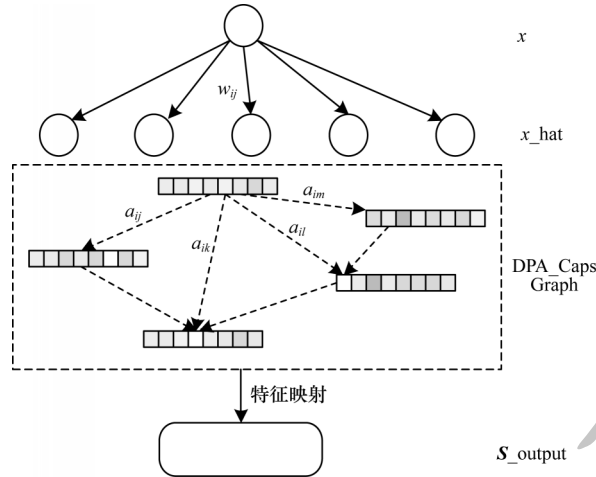 x
w_ij
x_hat
a_im
a_ij
a_ik
a_il
DPA_Caps
Graph
特征映射
S_output